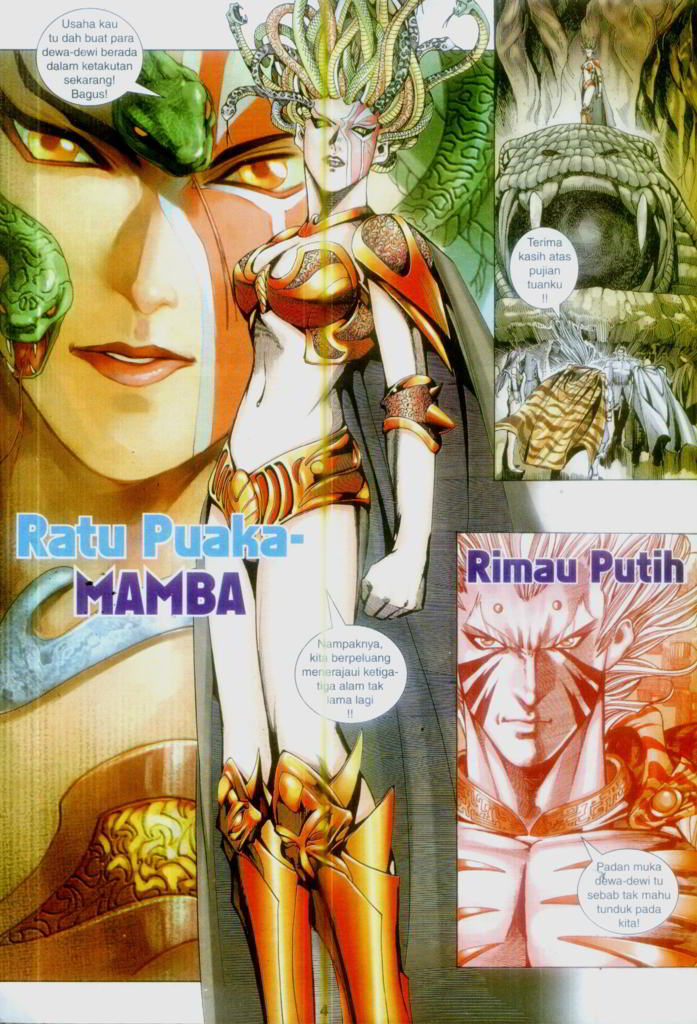 Usaha kau
tu dah buat para
dewa-dewi berada
dalam ketakutan
sekarang!
Bagus!
Terima
kasih atas
pujian
tuanku
!!
Ratu Puaka-
MAMBA
Nampaknya,
kita berpeluang
menerajaui ketiga-
tiga alam tak
lama lagi
!!
Rimau Putih
Padan muka
dewa-dewi tu
sebab tak mahu
tunduk pada
kita!
4